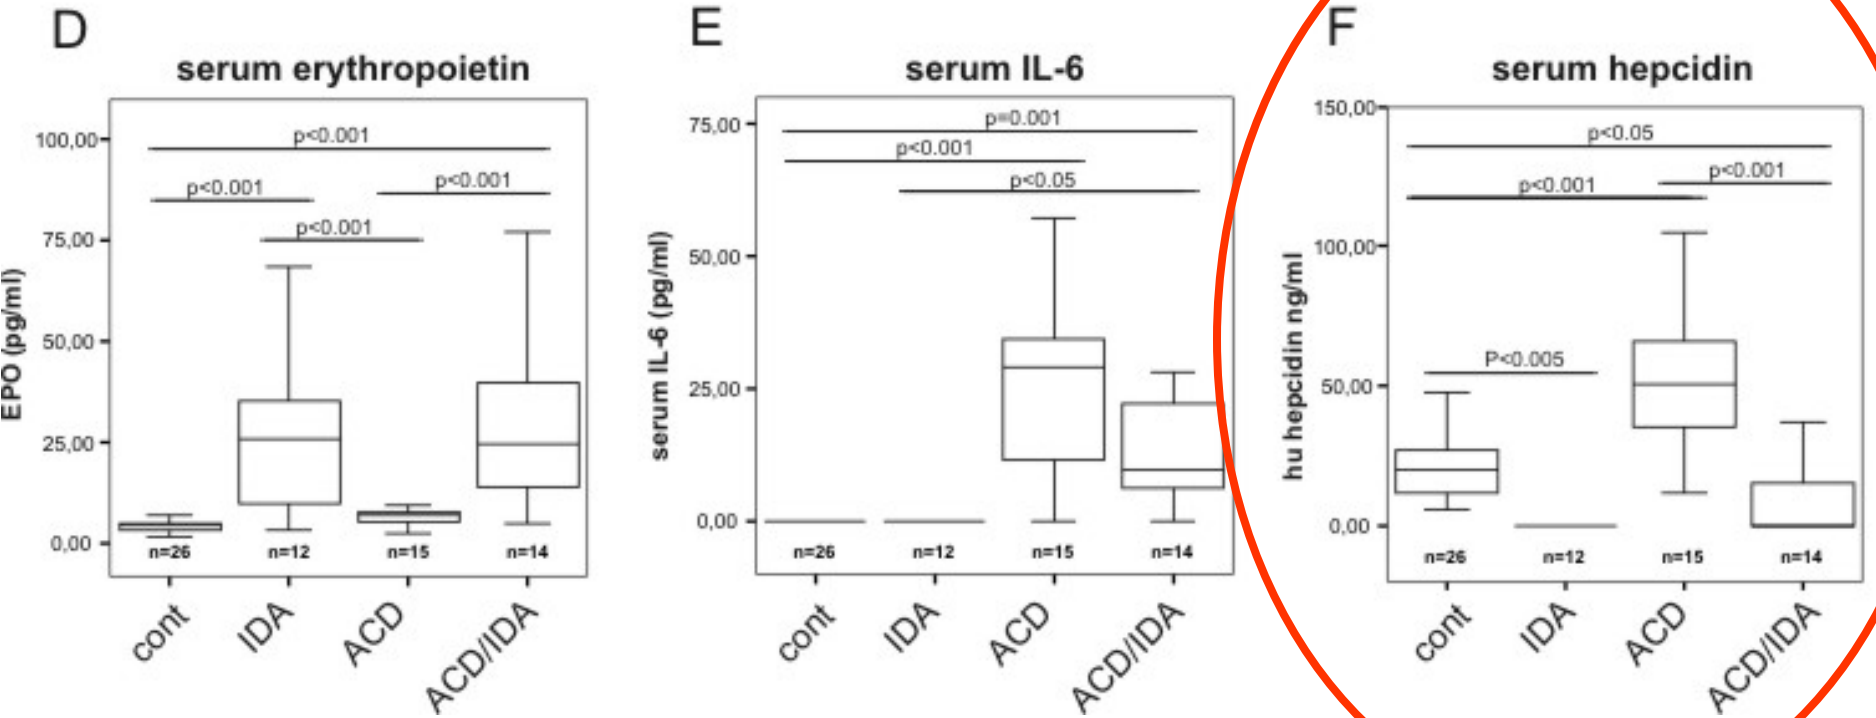 D
serum erythropoietin
EPO (pg/ml)
100,00
75,00
50,00
25,00
0,00
p<0.001
p<0.001
p<0.001
p<0.001
n=26
n=12
n=15
n=14
cont
IDA
ACD
ACD/IDA
E
serum IL-6
serum IL-6 (pg/ml)
75,00
50,00
25,00
0,00
p=0.001
p<0.001
p<0.05
n=26
n=12
n=15
n=14
cont
IDA
ACD
ACD/IDA
F
serum hepcidin
hu hepcidin ng/ml
150,00
100,00
50,00
0,00
p<0.05
p<0.001
p<0.001
P<0.005
n=26
n=12
n=15
n=14
cont
IDA
ACD
ACD/IDA